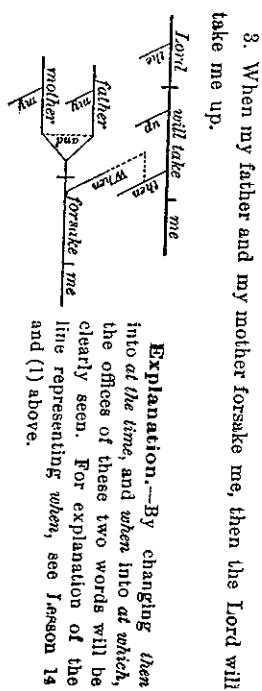 3. When my father and my mother forsake me, then the Lord will
take me up.
Lord will take me
the
up
then
When
father
my
and
mother
my
forsake me
Explanation.—By changing then
into at the time, and when into at which,
the offices of these two words will be
clearly seen. For explanation of the
line representing when, see Lesson 14
and (1) above.